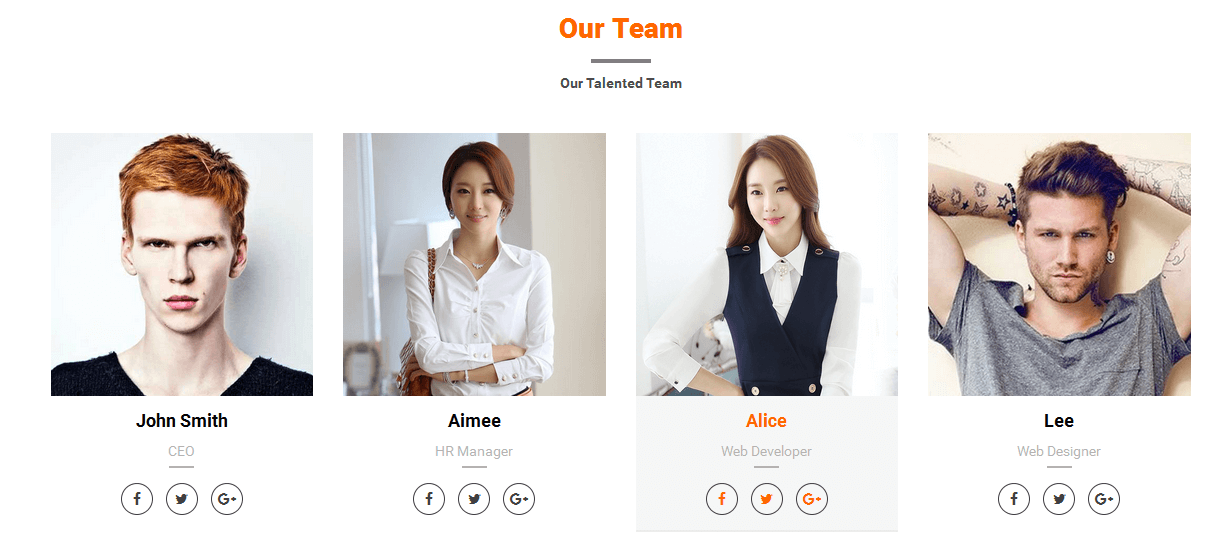 Our Team
Our Talented Team
John Smith
CEO
Aimee
HR Manager
Alice
Web Developer
Lee
Web Designer